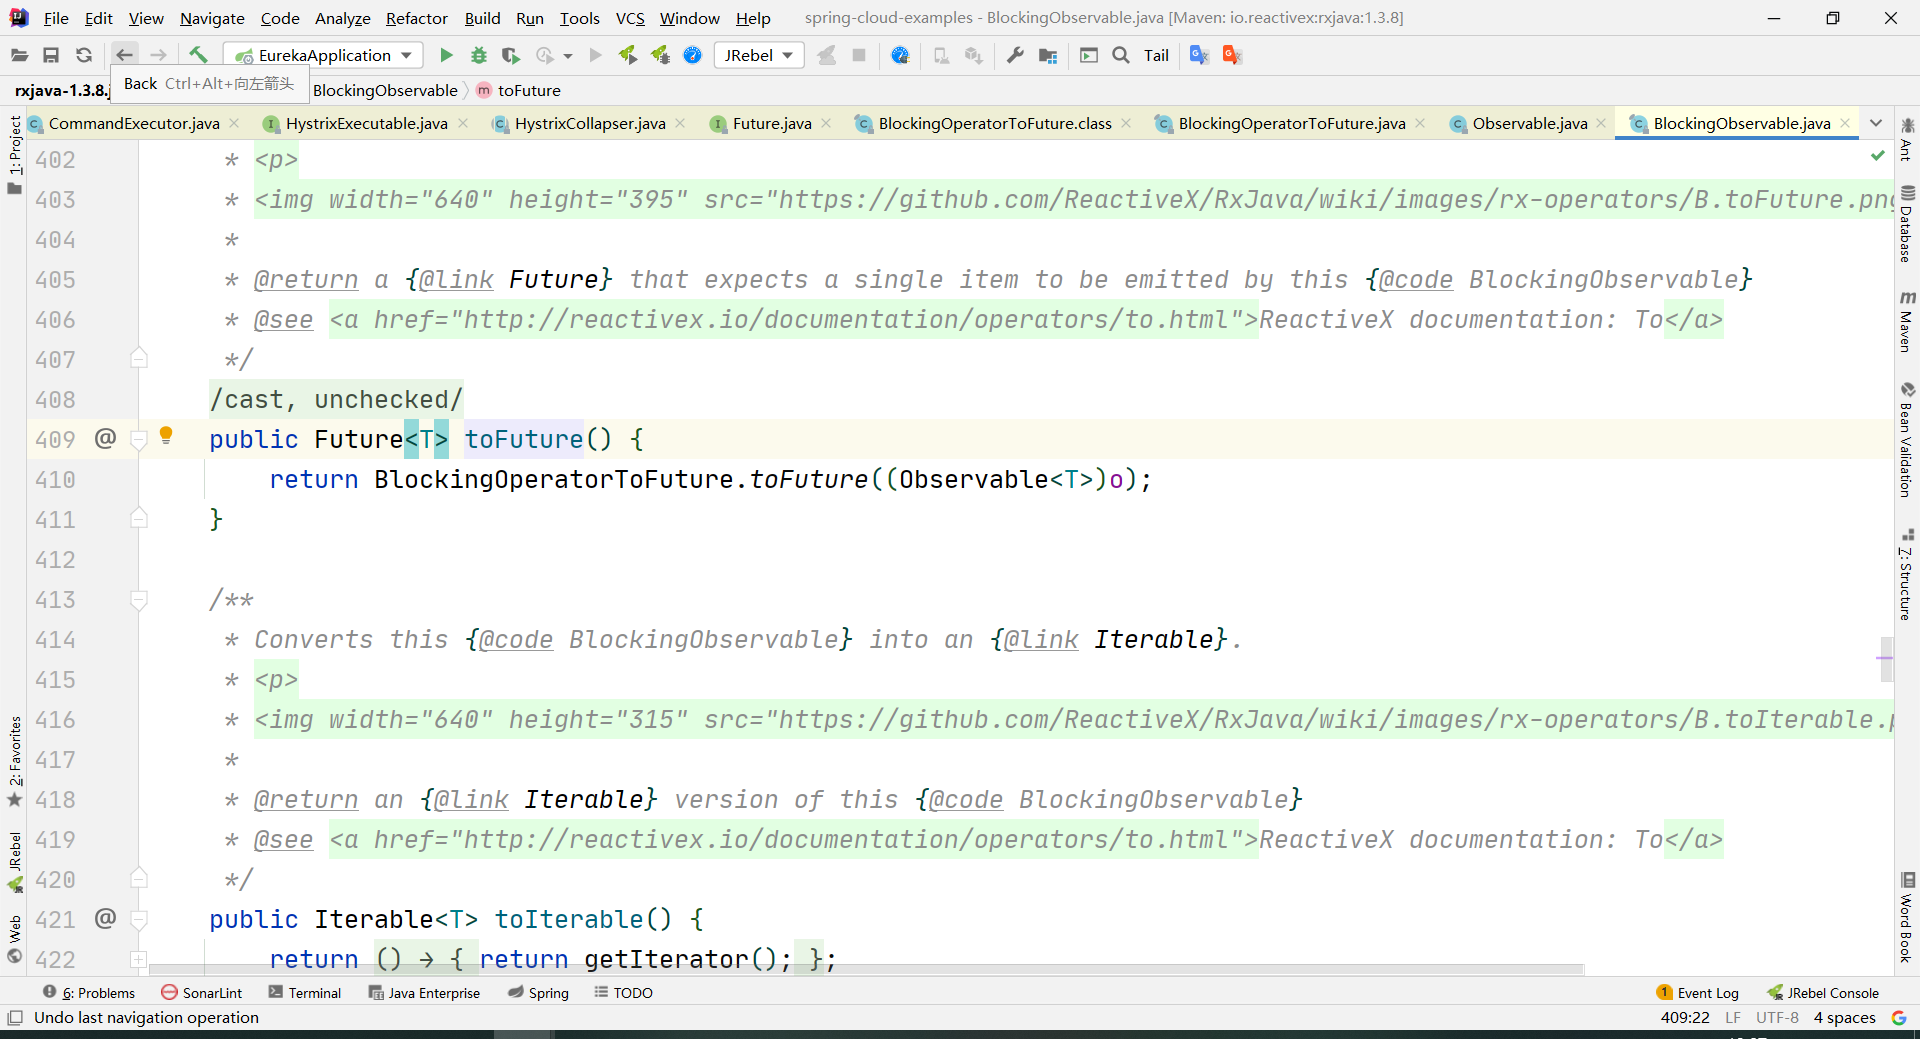 File Edit View Navigate Code Analyze Refactor Build Run Tools VCS Window Help spring-cloud-examples - BlockingObservable.java [Maven: io.reactivex:rxjava:1.3.8]
EurekaApplication JRebel Tail
Back Ctrl+Alt+向左箭头
rxjava-1.3.8.j BlockingObservable toFuture
CommandExecutor.java HystrixExecutable.java HystrixCollapser.java Future.java BlockingOperatorToFuture.class BlockingOperatorToFuture.java Observable.java BlockingObservable.java
402 * <p>
403 * <img width="640" height="395" src="https://github.com/ReactiveX/RxJava/wiki/images/rx-operators/B.toFuture.png
404 *
405 * @return a {@link Future} that expects a single item to be emitted by this {@code BlockingObservable}
406 * @see <a href="http://reactivex.io/documentation/operators/to.html">ReactiveX documentation: To</a>
407 */
408 /cast, unchecked/
409 @ public Future<T> toFuture() {
410 return BlockingOperatorToFuture.toFuture((Observable<T>)o);
411 }
412
413 /**
414 * Converts this {@code BlockingObservable} into an {@link Iterable}.
415 * <p>
416 * <img width="640" height="315" src="https://github.com/ReactiveX/RxJava/wiki/images/rx-operators/B.toIterable.p
417 *
418 * @return an {@link Iterable} version of this {@code BlockingObservable}
419 * @see <a href="http://reactivex.io/documentation/operators/to.html">ReactiveX documentation: To</a>
420 */
421 @ public Iterable<T> toIterable() {
422 return () → { return getIterator(); };
1: Project
2: Favorites
JRebel
Web
Ant
Database
Maven
Bean Validation
7: Structure
Word Book
6: Problems SonarLint Terminal Java Enterprise Spring TODO 1 Event Log JRebel Console
Undo last navigation operation 409:22 LF UTF-8 4 spaces